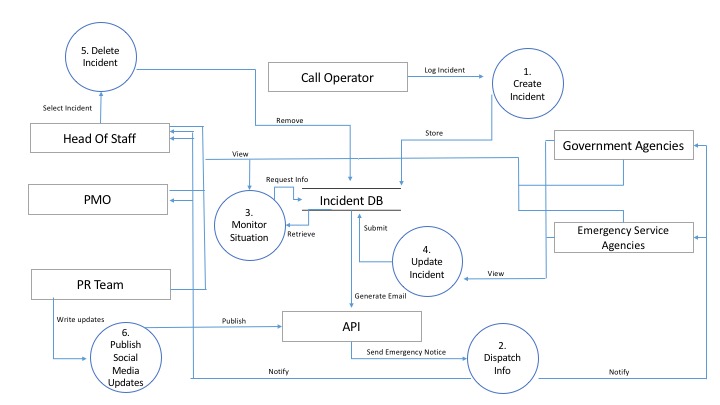 5. Delete
Incident
Call Operator
Log Incident
1.
Create
Incident
Select Incident
Head Of Staff
Remove
Store
Government Agencies
View
Request Info
PMO
Incident DB
3.
Monitor
Situation
Retrieve
Submit
4.
Update
Incident
Emergency Service
Agencies
View
PR Team
Generate Email
Write updates
Publish
API
6.
Publish
Social
Media
Updates
Send Emergency Notice
2.
Dispatch
Info
Notify
Notify